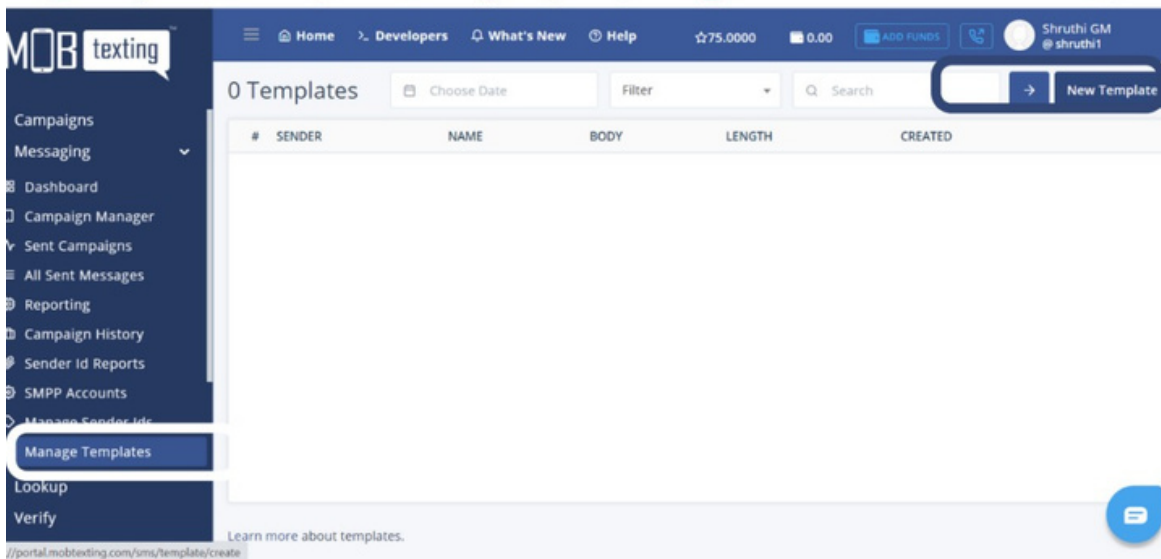 MOB texting
Home Developers What's New Help 75.0000 0.00 ADD FUNDS Shruthi GM
@ shruthi1
0 Templates Choose Date Filter Search New Template
# SENDER NAME BODY LENGTH CREATED
Campaigns
Messaging
Dashboard
Campaign Manager
Sent Campaigns
All Sent Messages
Reporting
Campaign History
Sender Id Reports
SMPP Accounts
Manage Sender Ids
Manage Templates
Lookup
Verify
Learn more about templates.
//portal.mobtexting.com/sms/template/create